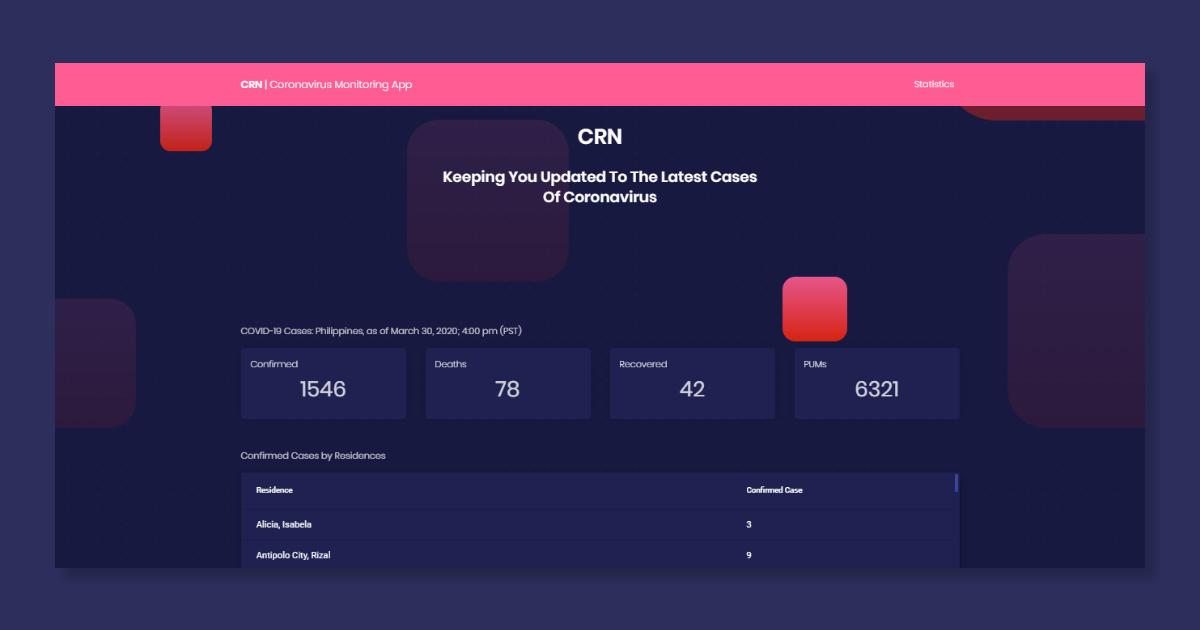 CRN | Coronavirus Monitoring App
Statistics
CRN
Keeping You Updated To The Latest Cases
Of Coronavirus
COVID-19 Cases: Philippines, as of March 30, 2020; 4:00 pm (PST)
Confirmed
1546
Deaths
78
Recovered
42
PUMs
6321
Confirmed Cases by Residences
Residence Confirmed Case
Alicia, Isabela 3
Antipolo City, Rizal 9